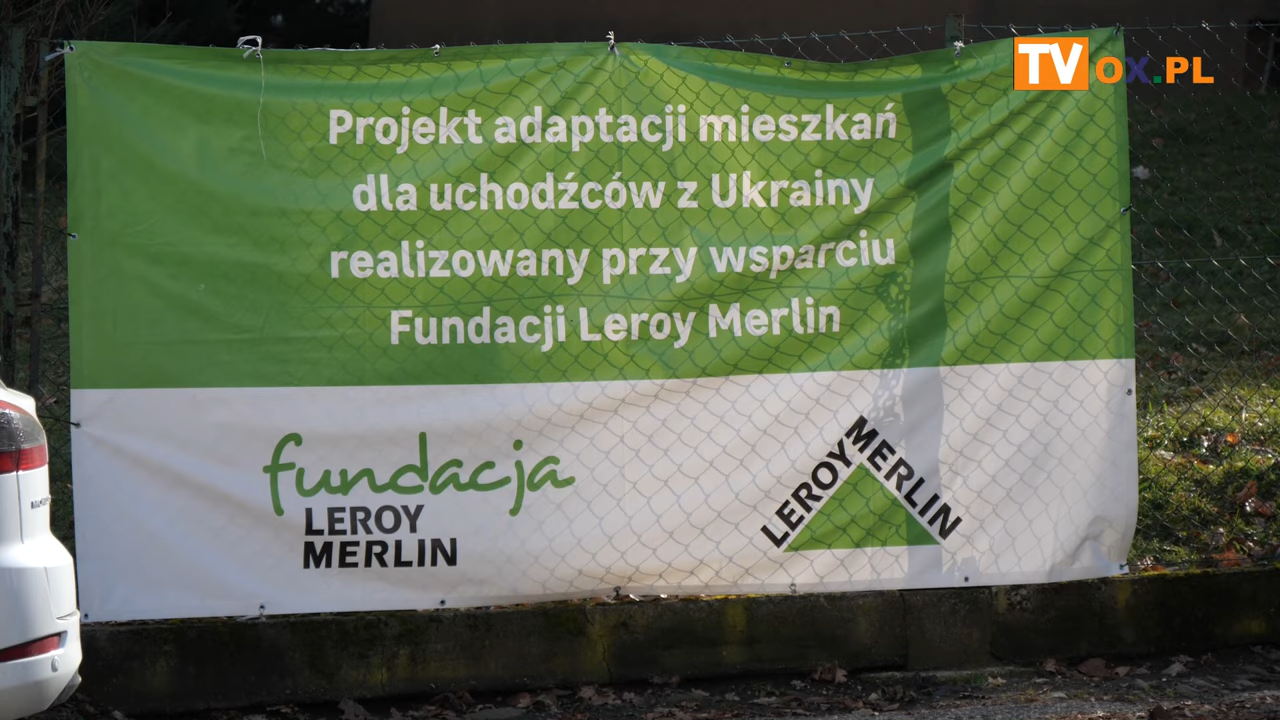 TVOX.PL
Projekt adaptacji mieszkań
dla uchodźców z Ukrainy
realizowany przy wsparciu
Fundacji Leroy Merlin
fundacja
LEROY
MERLIN
LEROY MERLIN